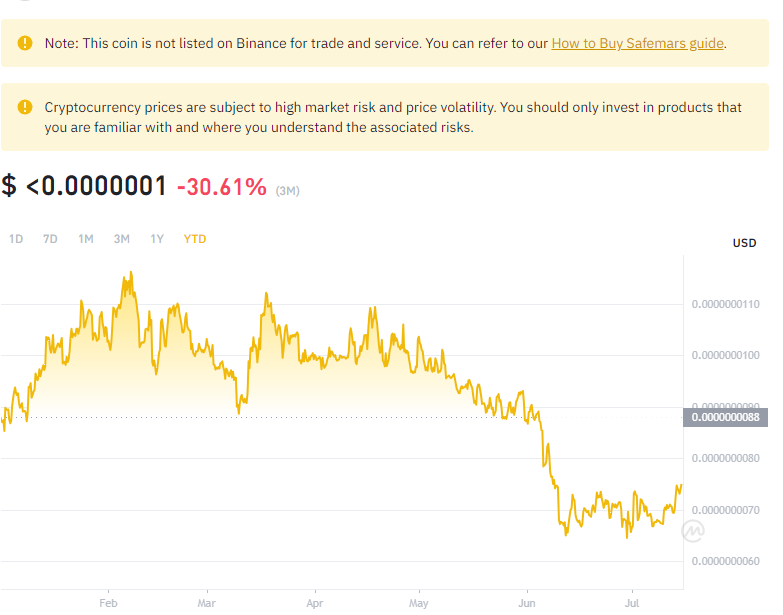 Note: This coin is not listed on Binance for trade and service. You can refer to our How to Buy Safemars guide.
Cryptocurrency prices are subject to high market risk and price volatility. You should only invest in products that
you are familiar with and where you understand the associated risks.
$ <0.0000001 -30.61% (3M)
1D 7D 1M 3M 1Y YTD
USD
0.0000000110
0.0000000100
0.0000000090
0.0000000088
0.0000000080
0.0000000070
0.0000000060
Feb Mar Apr May Jun Jul